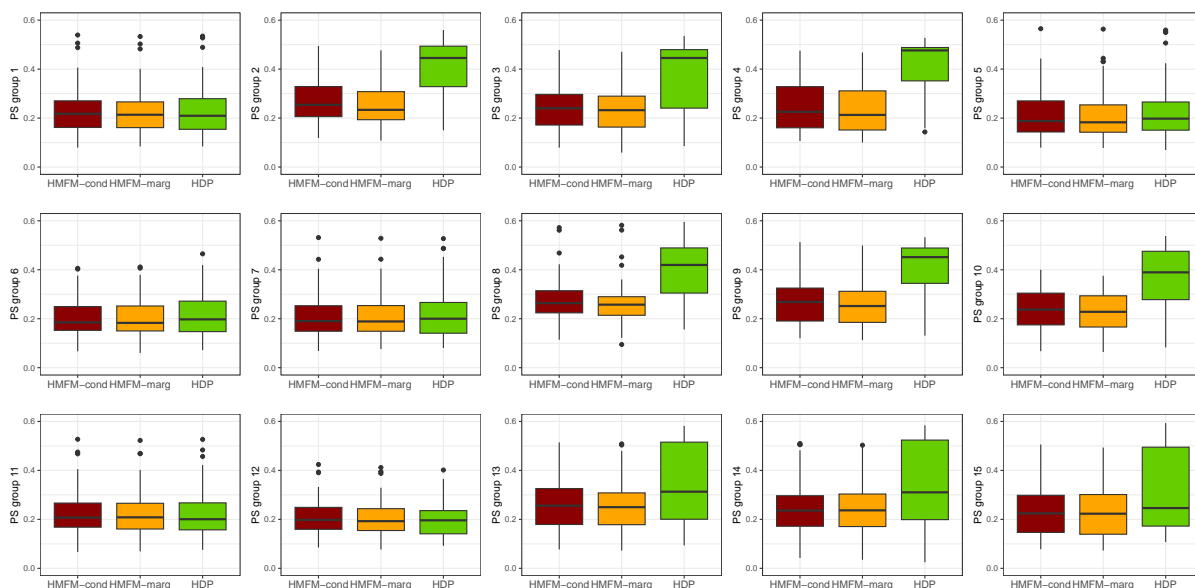 PS group 1
0.6
0.4
0.2
0.0
HMFM−cond HMFM−marg HDP
PS group 2
0.6
0.4
0.2
0.0
HMFM−cond HMFM−marg HDP
PS group 3
0.6
0.4
0.2
0.0
HMFM−cond HMFM−marg HDP
PS group 4
0.6
0.4
0.2
0.0
HMFM−cond HMFM−marg HDP
PS group 5
0.6
0.4
0.2
0.0
HMFM−cond HMFM−marg HDP
PS group 6
0.6
0.4
0.2
0.0
HMFM−cond HMFM−marg HDP
PS group 7
0.6
0.4
0.2
0.0
HMFM−cond HMFM−marg HDP
PS group 8
0.6
0.4
0.2
0.0
HMFM−cond HMFM−marg HDP
PS group 9
0.6
0.4
0.2
0.0
HMFM−cond HMFM−marg HDP
PS group 10
0.6
0.4
0.2
0.0
HMFM−cond HMFM−marg HDP
PS group 11
0.6
0.4
0.2
0.0
HMFM−cond HMFM−marg HDP
PS group 12
0.6
0.4
0.2
0.0
HMFM−cond HMFM−marg HDP
PS group 13
0.6
0.4
0.2
0.0
HMFM−cond HMFM−marg HDP
PS group 14
0.6
0.4
0.2
0.0
HMFM−cond HMFM−marg HDP
PS group 15
0.6
0.4
0.2
0.0
HMFM−cond HMFM−marg HDP